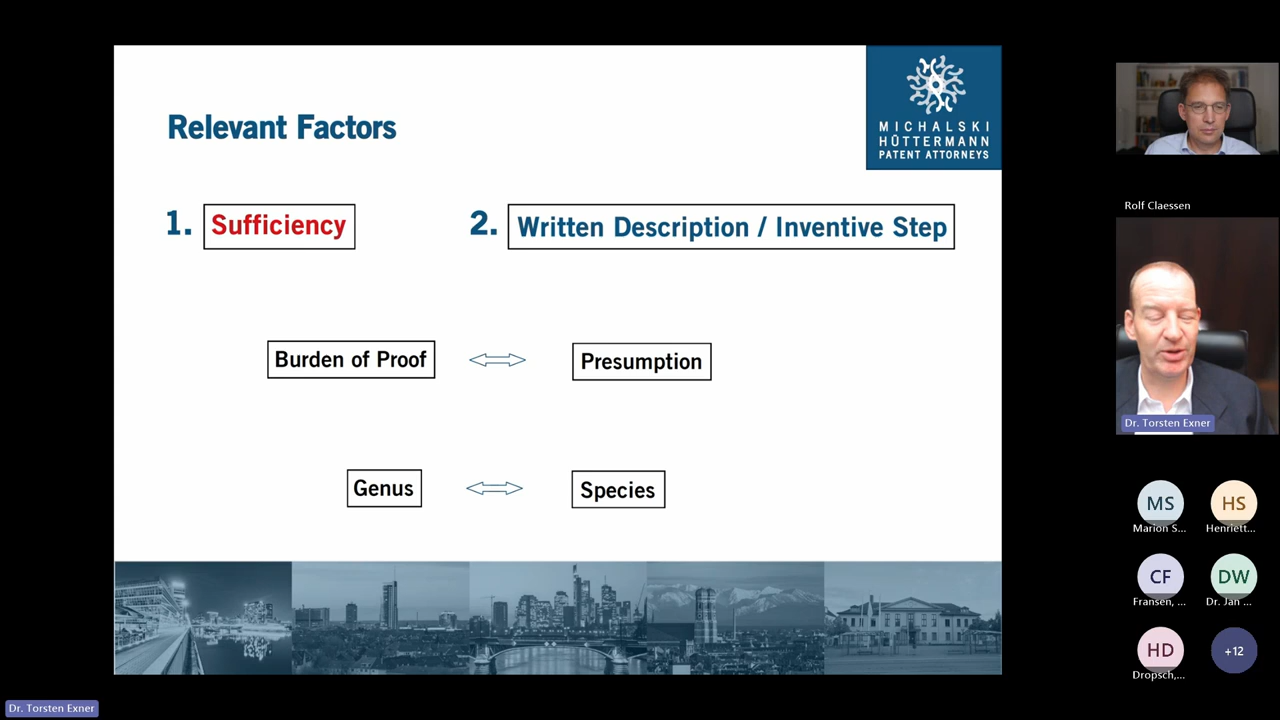 Relevant Factors
MICHALSKI
HÜTTERMANN
PATENT ATTORNEYS
1. Sufficiency
2. Written Description / Inventive Step
Burden of Proof
Presumption
Genus
Species
Rolf Claessen
Dr. Torsten Exner
MS
HS
Marion S...
Henriett...
CF
DW
Fransen, ...
Dr. Jan ...
HD
+12
Dropsch,...
Dr. Torsten Exner